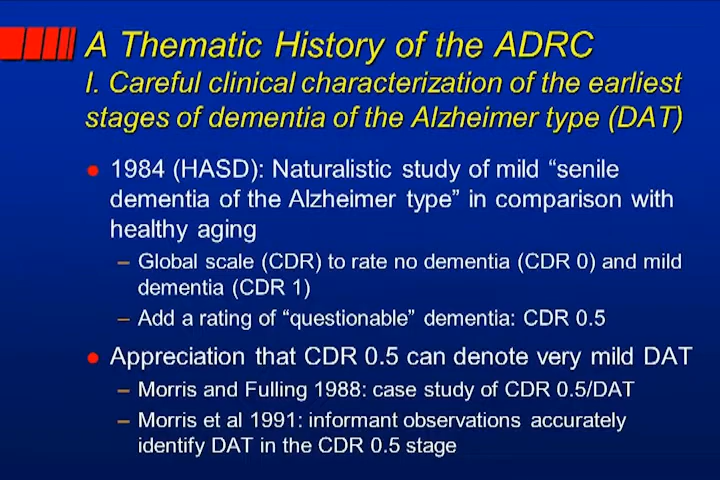 A Thematic History of the ADRC
I. Careful clinical characterization of the earliest
stages of dementia of the Alzheimer type (DAT)
● 1984 (HASD): Naturalistic study of mild “senile
dementia of the Alzheimer type” in comparison with
healthy aging
– Global scale (CDR) to rate no dementia (CDR 0) and mild
dementia (CDR 1)
– Add a rating of “questionable” dementia: CDR 0.5
● Appreciation that CDR 0.5 can denote very mild DAT
– Morris and Fulling 1988: case study of CDR 0.5/DAT
– Morris et al 1991: informant observations accurately
identify DAT in the CDR 0.5 stage